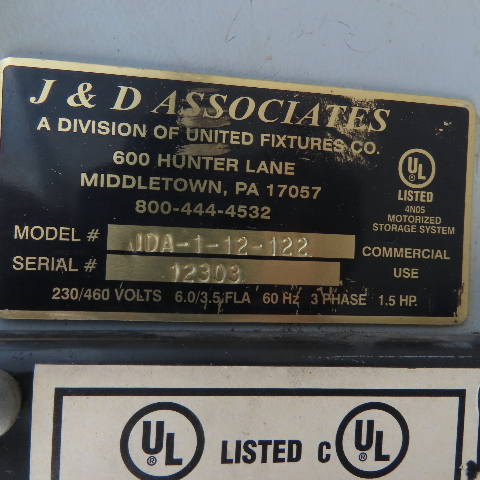 J & D ASSOCIATES
A DIVISION OF UNITED FIXTURES CO.
600 HUNTER LANE
MIDDLETOWN, PA 17057
800-444-4532
UL
®
LISTED
4N05
MOTORIZED
STORAGE SYSTEM
MODEL # JDA-1-12-122
COMMERCIAL
SERIAL # 12303
USE
230/460 VOLTS 6.0/3.5 FLA 60 Hz 3 PHASE 1.5 HP.
UL ® LISTED C UL ®